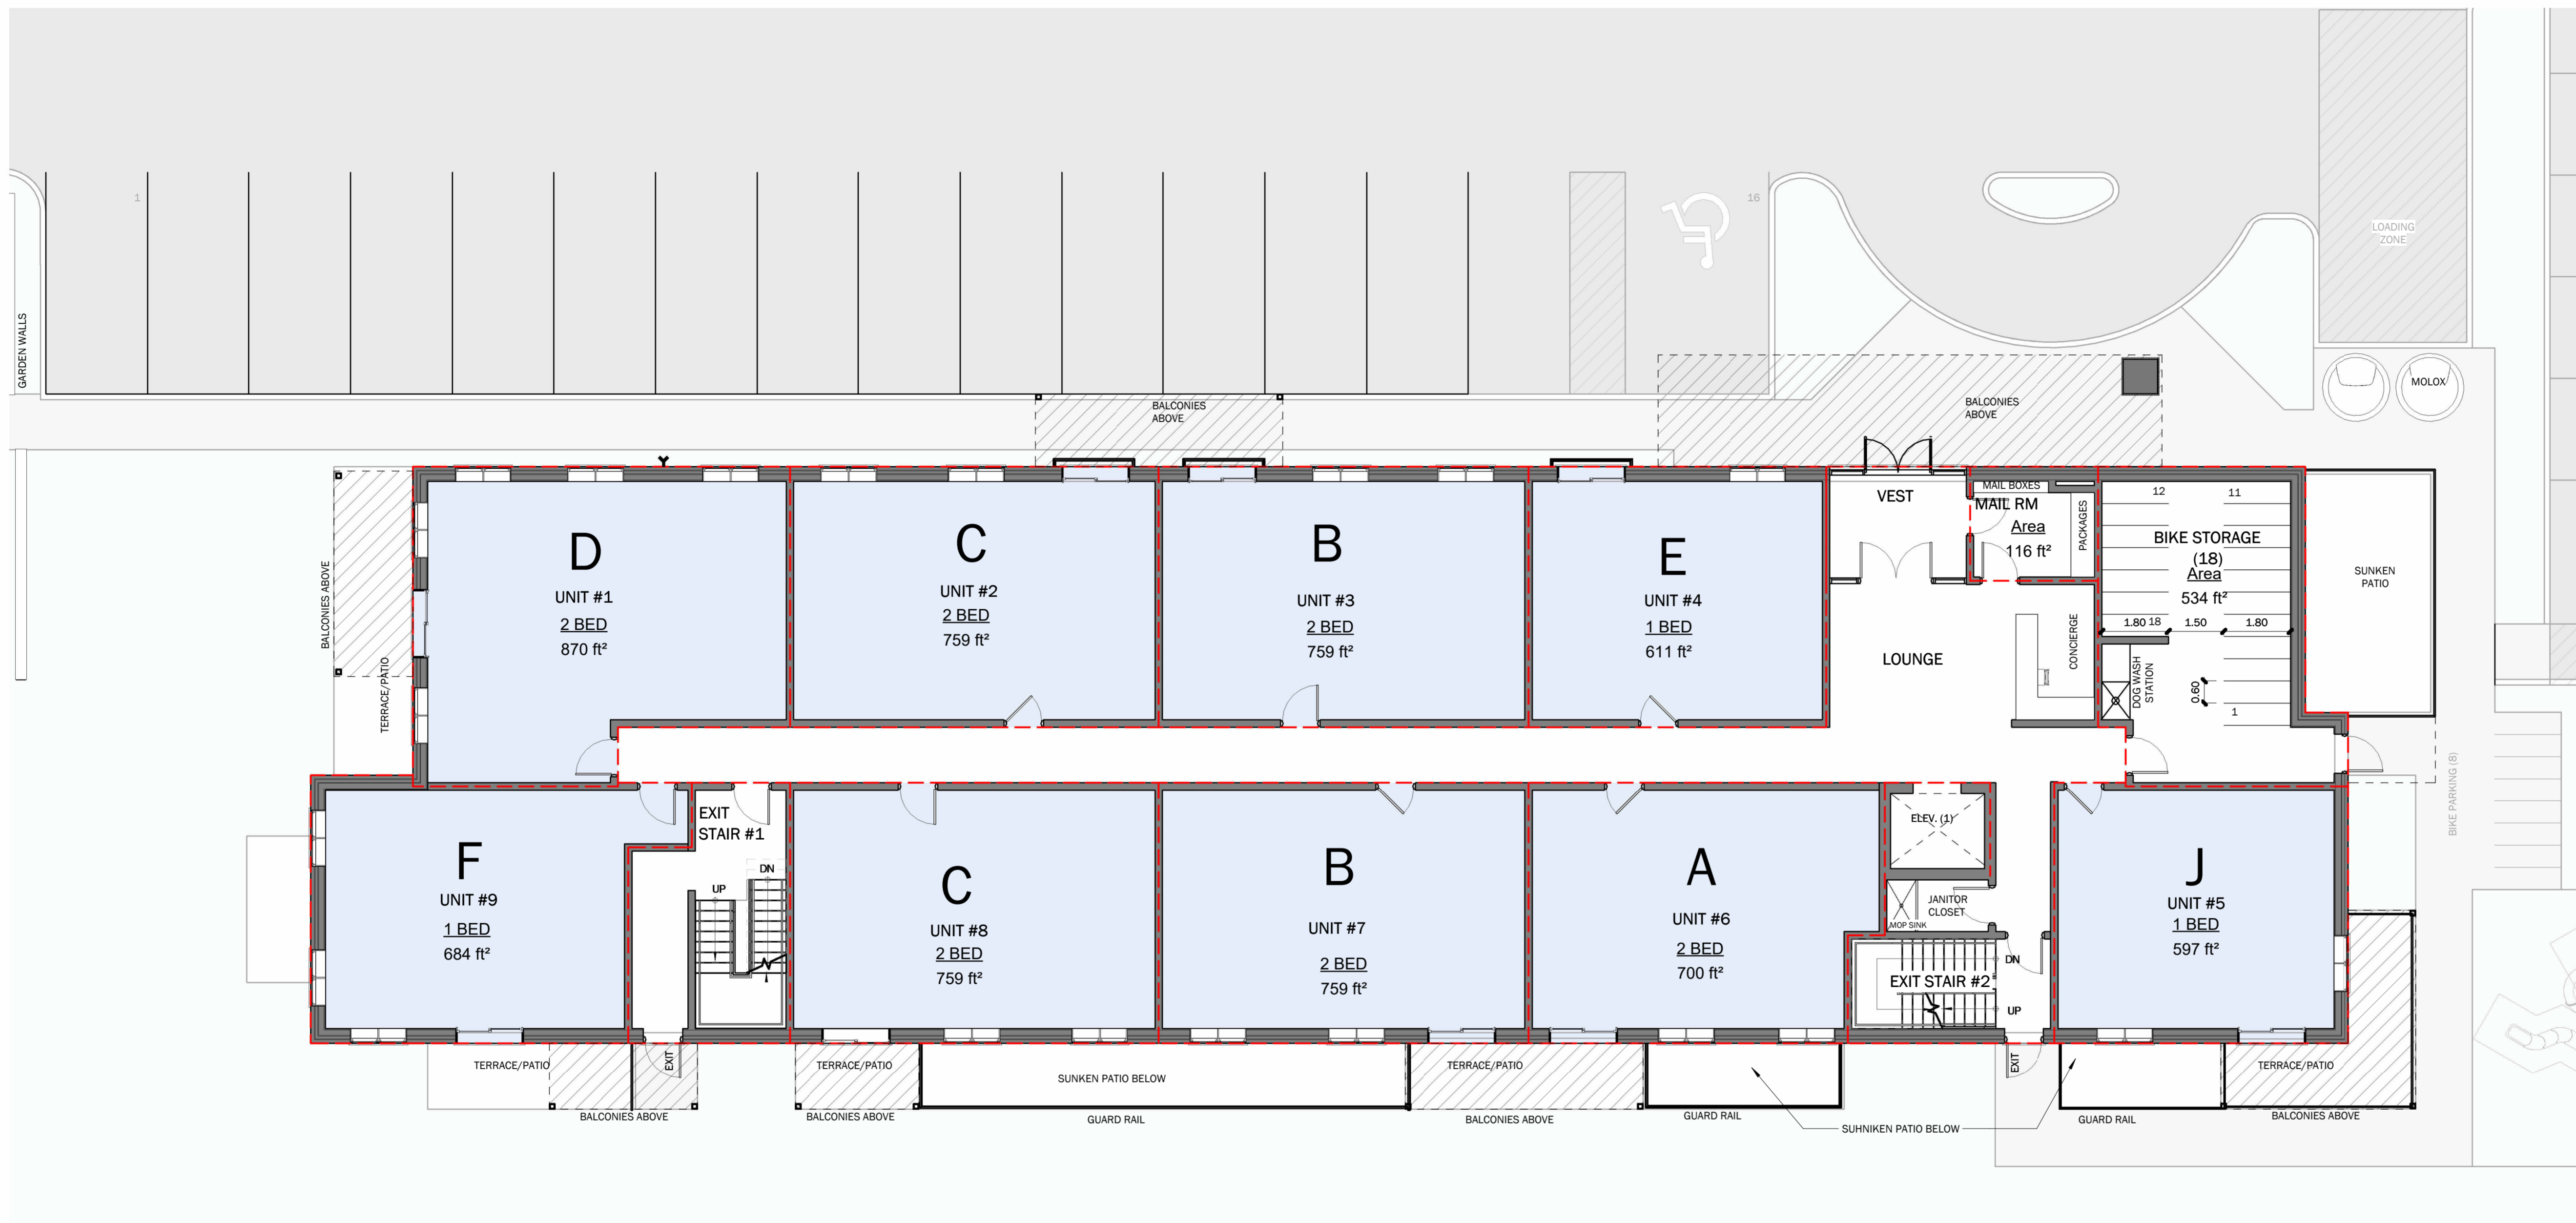 1
16
LOADING
ZONE
GARDEN WALLS
MOLOX
BALCONIES
ABOVE
BALCONIES
ABOVE
BALCONIES ABOVE
TERRACE/PATIO
D
UNIT #1
2 BED
870 ft²
C
UNIT #2
2 BED
759 ft²
B
UNIT #3
2 BED
759 ft²
E
UNIT #4
1 BED
611 ft²
VEST
MAIL BOXES
MAIL RM
Area
116 ft²
PACKAGES
LOUNGE
CONCIERGE
12
11
BIKE STORAGE
(18)
Area
534 ft²
1.80
18
1.50
1.80
DOG WASH
STATION
0.60
1
SUNKEN
PATIO
BIKE PARKING (8)
F
UNIT #9
1 BED
684 ft²
EXIT
STAIR #1
UP
DN
C
UNIT #8
2 BED
759 ft²
B
UNIT #7
2 BED
759 ft²
A
UNIT #6
2 BED
700 ft²
ELEV. (1)
JANITOR
CLOSET
MOP SINK
DN
EXIT STAIR #2
UP
J
UNIT #5
1 BED
597 ft²
TERRACE/PATIO
EXIT
BALCONIES ABOVE
TERRACE/PATIO
BALCONIES ABOVE
SUNKEN PATIO BELOW
GUARD RAIL
TERRACE/PATIO
BALCONIES ABOVE
GUARD RAIL
SUHNIKEN PATIO BELOW
EXIT
GUARD RAIL
TERRACE/PATIO
BALCONIES ABOVE